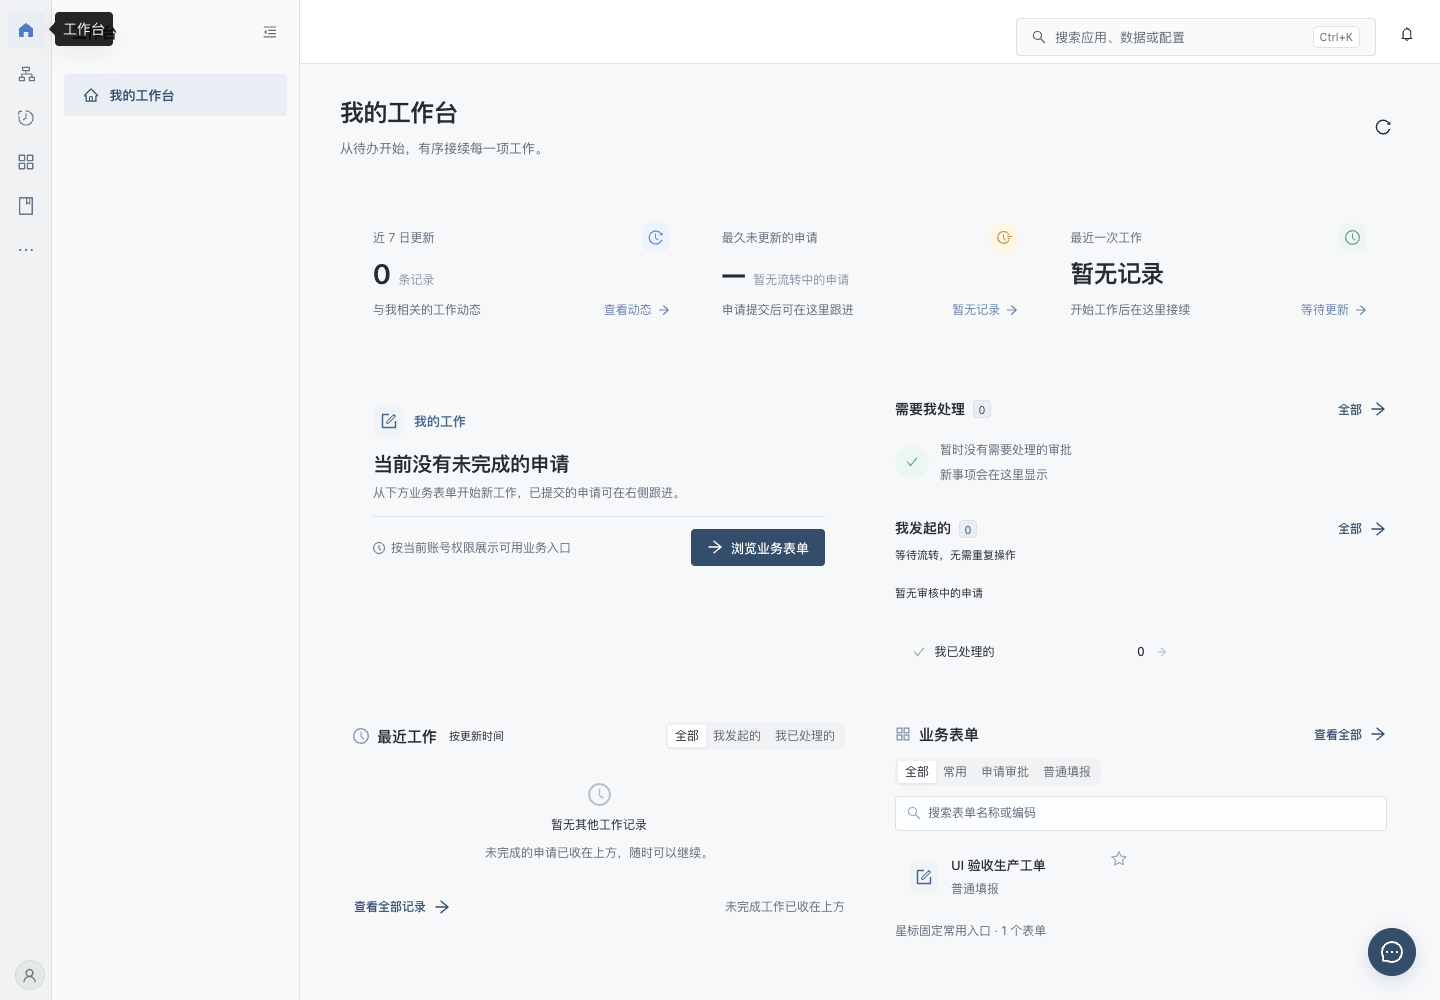 工作台
搜索应用、数据或配置
Ctrl+K
我的工作台
我的工作台
从待办开始，有序接续每一项工作。
近 7 日更新
0 条记录
与我相关的工作动态
查看动态
最久未更新的申请
— 暂无流转中的申请
申请提交后可在这里跟进
暂无记录
最近一次工作
暂无记录
开始工作后在这里接续
等待更新
我的工作
当前没有未完成的申请
从下方业务表单开始新工作，已提交的申请可在右侧跟进。
按当前账号权限展示可用业务入口
浏览业务表单
需要我处理 0
全部
暂时没有需要处理的审批
新事项会在这里显示
我发起的 0
全部
等待流转，无需重复操作
暂无审核中的申请
我已处理的 0
最近工作 按更新时间
全部 我发起的 我已处理的
暂无其他工作记录
未完成的申请已收在上方，随时可以继续。
查看全部记录
未完成工作已收在上方
业务表单
查看全部
全部 常用 申请审批 普通填报
搜索表单名称或编码
UI 验收生产工单
普通填报
星标固定常用入口 · 1 个表单